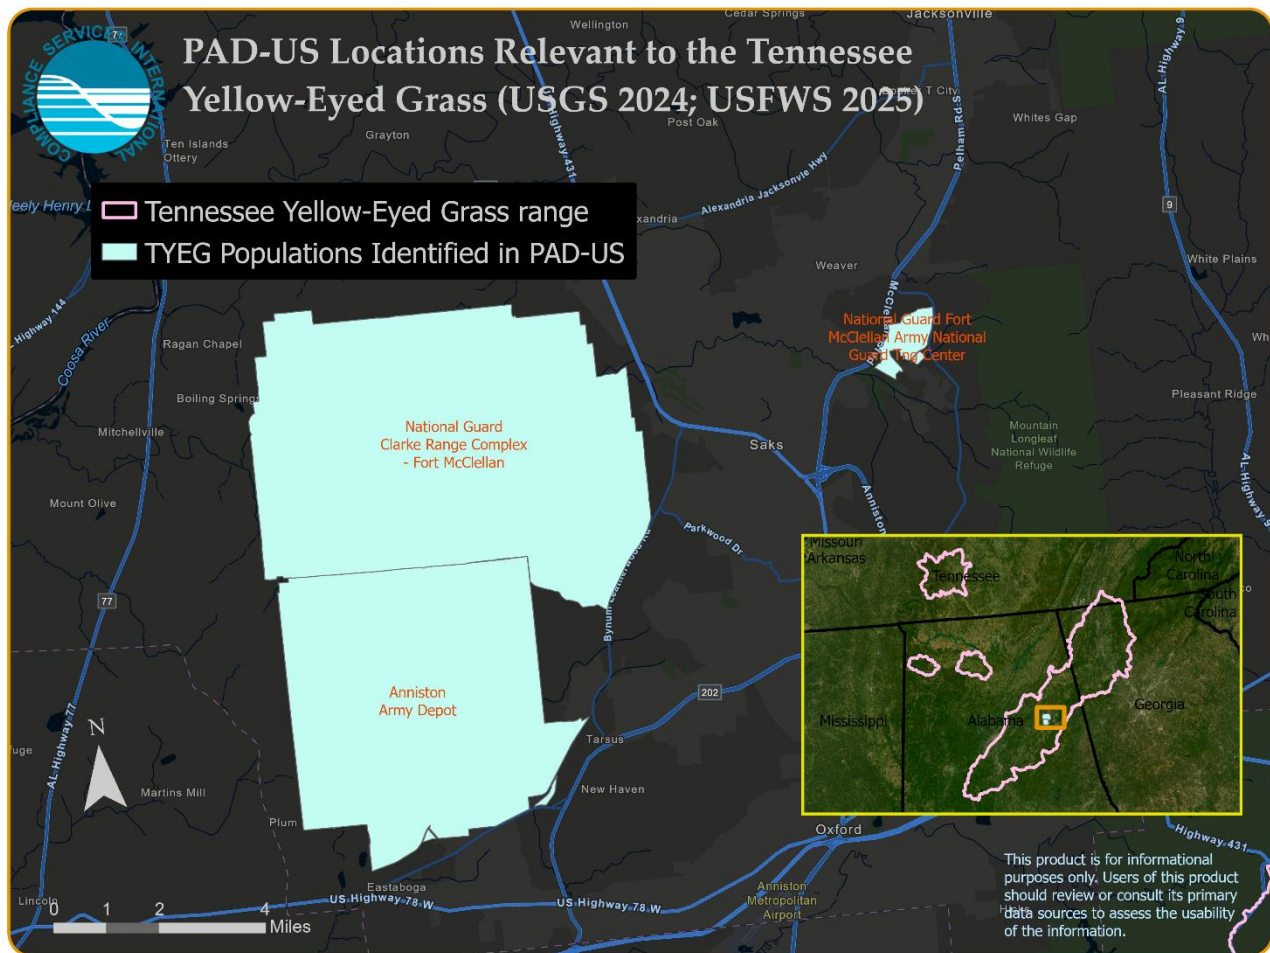 COMPLIANCE SERVICES INTERNATIONAL
PAD-US Locations Relevant to the Tennessee
Yellow-Eyed Grass (USGS 2024; USFWS 2025)
Tennessee Yellow-Eyed Grass range
TYEG Populations Identified in PAD-US
Wellington
Cedar Springs
Jacksonville
AL Highway 9
Ten Islands
Ottery
Grayton
Post Oak
Whites Gap
Pelham Rd S
Alexandria Jacksonvle Hwy
9
Weaver
White Plains
Coosa River
Ragan Chapel
National Guard Fort
McClellan Army National
Guard Tng Center
Boiling Springs
Pleasant Ridge
Mitchellville
National Guard
Clarke Range Complex
- Fort McClellan
Saks
Mountain
Longleaf
National Wildlife
Refuge
AL Highway 9
Mount Olive
Anniston
Parkwood Dr
Bynum Leatherwood Rd
77
Missouri
Arkansas
Tennessee
North
Carolina
South
Carolina
Mississippi
Alabama
Georgia
Anniston
Army Depot
202
AL Highway 77
N
Tarsus
New Haven
Martins Mill
Plum
Oxford
Highway 431
Eastaboga
US Highway 78 W
US Highway 78 W
Anniston
Metropolitan
Airport
Lincoln
0 1 2 4
Miles
This product is for informational
purposes only. Users of this product
should review or consult its primary
data sources to assess the usability
of the information.